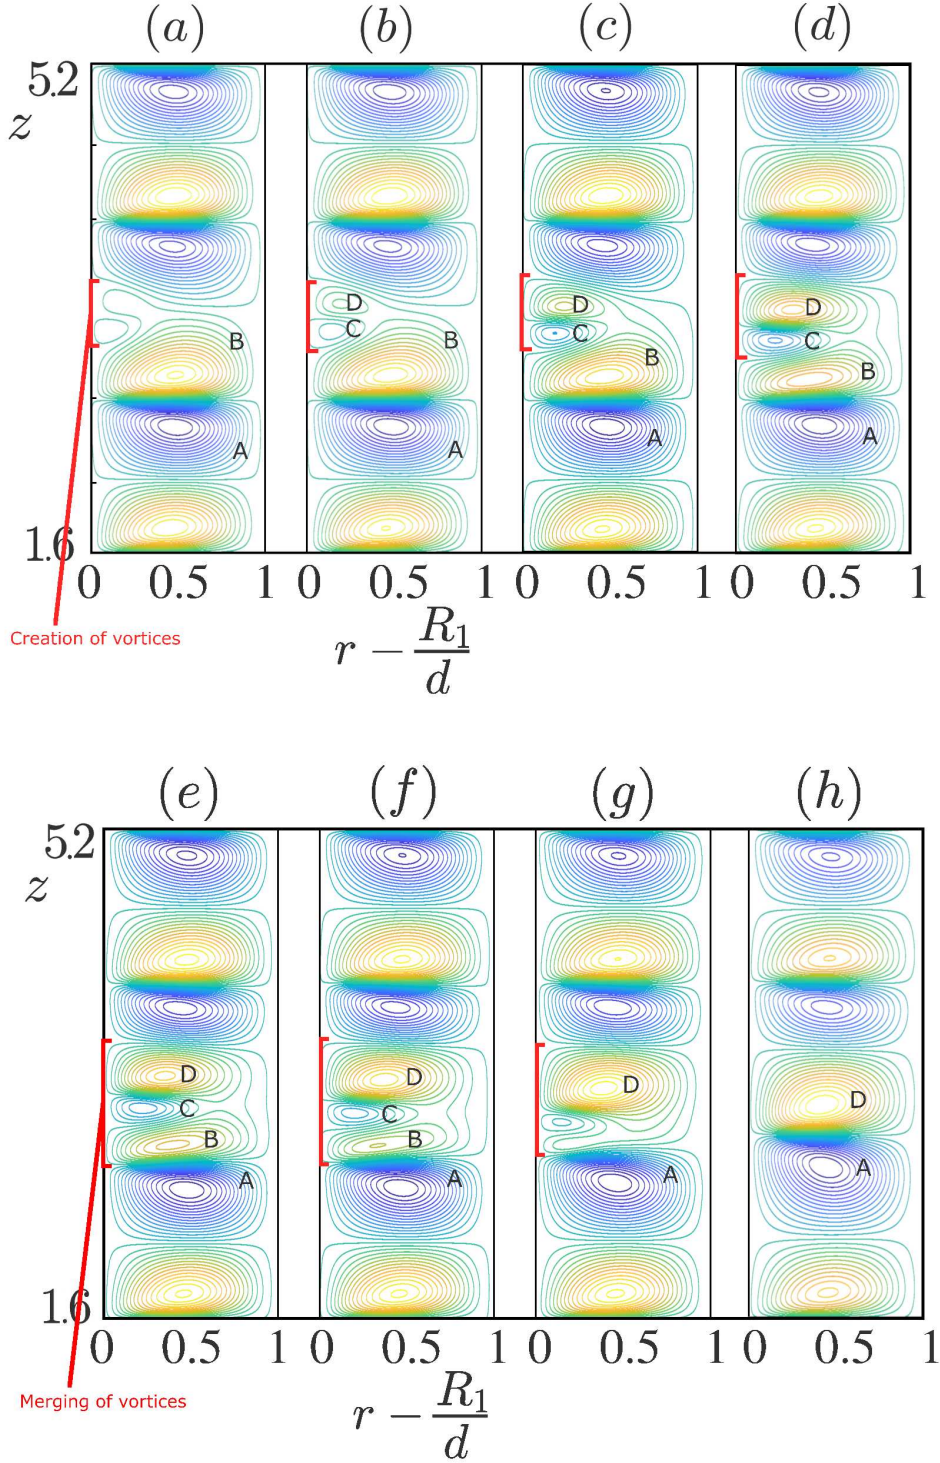 (a) (b) (c) (d)
5.2
z
D D D
B C B C C
B B
A A A A
1.6
0 0.5 1 0 0.5 1 0 0.5 1 0 0.5 1
Creation of vortices
r − R₁/d
(e) (f) (g) (h)
5.2
z
D D D D
C C
B B
A A A A
1.6
0 0.5 1 0 0.5 1 0 0.5 1 0 0.5 1
Merging of vortices
r − R₁/d